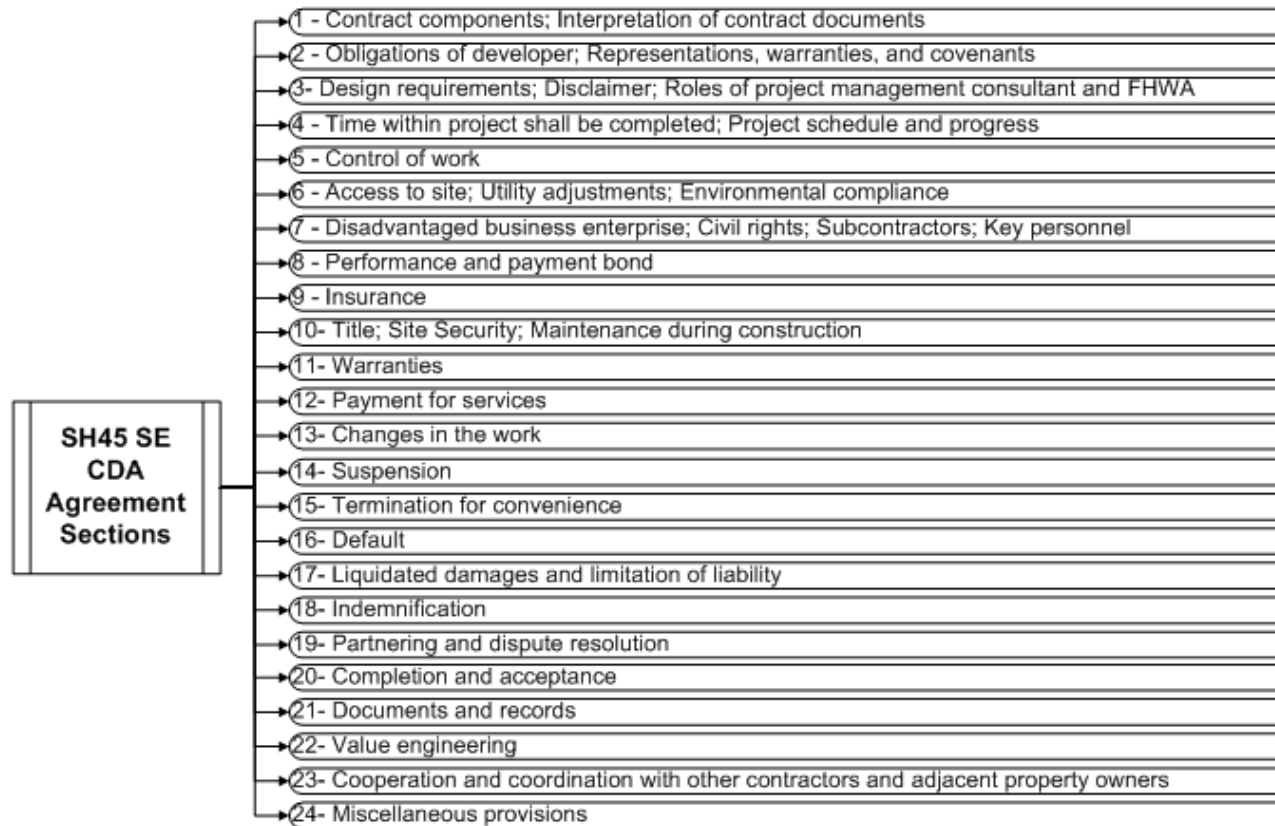 1 - Contract components; Interpretation of contract documents
2 - Obligations of developer; Representations, warranties, and covenants
3- Design requirements; Disclaimer; Roles of project management consultant and FHWA
4 - Time within project shall be completed; Project schedule and progress
5 - Control of work
6 - Access to site; Utility adjustments; Environmental compliance
7 - Disadvantaged business enterprise; Civil rights; Subcontractors; Key personnel
8 - Performance and payment bond
9 - Insurance
10- Title; Site Security; Maintenance during construction
11- Warranties
12- Payment for services
13- Changes in the work
14- Suspension
15- Termination for convenience
16- Default
17- Liquidated damages and limitation of liability
18- Indemnification
19- Partnering and dispute resolution
20- Completion and acceptance
21- Documents and records
22- Value engineering
23- Cooperation and coordination with other contractors and adjacent property owners
24- Miscellaneous provisions
SH45 SE
CDA
Agreement
Sections